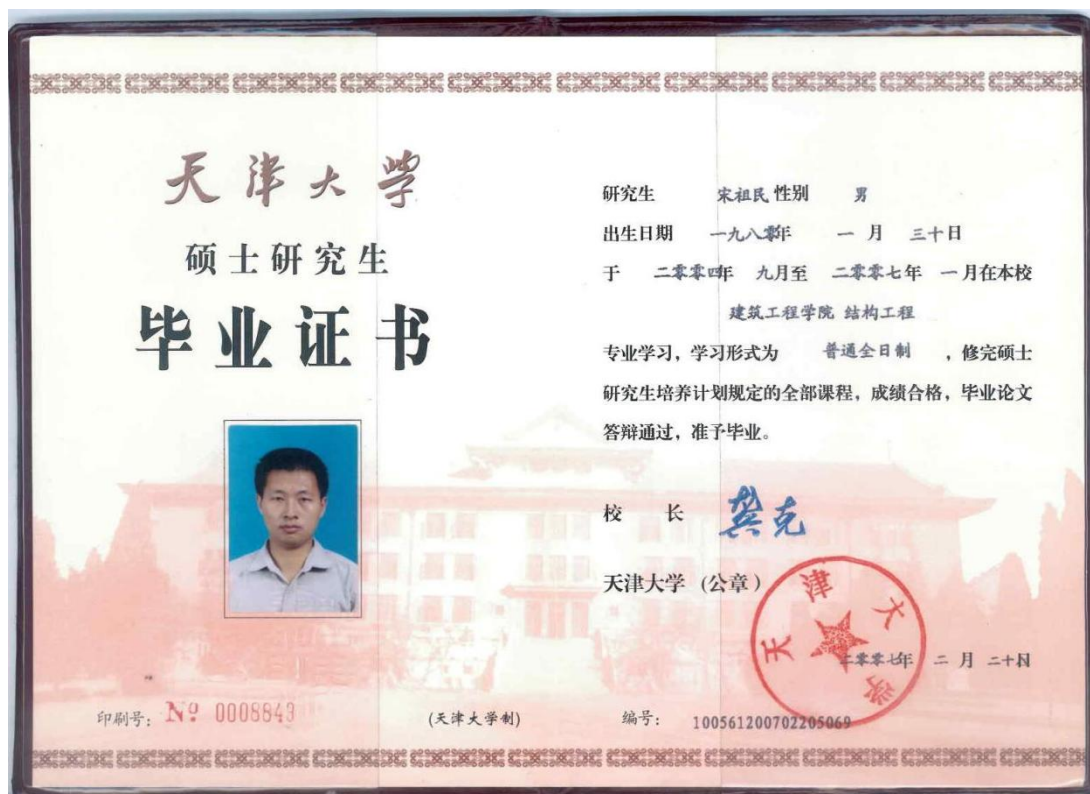 天津大学
硕士研究生
毕业证书
印刷号: № 0008843
(天津大学制)
研究生 宋祖民 性别 男
出生日期 一九八零年 一月 三十日
于 二零零四年 九月至 二零零七年 一月在本校
建筑工程学院 结构工程
专业学习，学习形式为 普通全日制 ，修完硕士
研究生培养计划规定的全部课程，成绩合格，毕业论文
答辩通过，准予毕业。
校 长 龚克
天津大学（公章）
天津大学
二零零七年 二月 二十日
编号: 100561200702205069